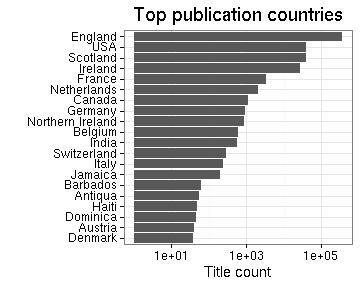 Top publication countries
England
USA
Scotland
Ireland
France
Netherlands
Canada
Germany
Northern Ireland
Belgium
India
Switzerland
Italy
Jamaica
Barbados
Antigua
Haiti
Dominica
Austria
Denmark
1e+01 1e+03 1e+05
Title count